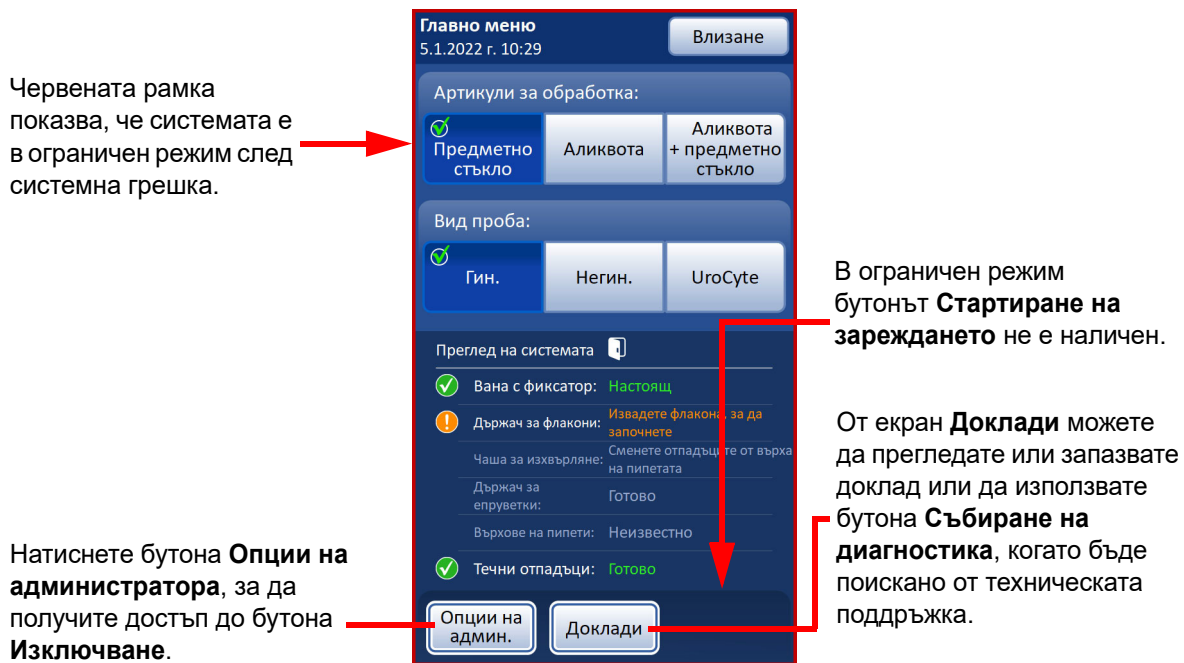 Червената рамка
показва, че системата е
в ограничен режим след
системна грешка.
Главно меню
5.1.2022 г. 10:29
Влизане
Артикули за обработка:
Предметно
стъкло
Аликвота
Аликвота
+ предметно
стъкло
Вид проба:
Гин.
Негин.
UroCyte
Преглед на системата
Вана с фиксатор: Настоящ
Държач за флакони: Извадете флакона, за да
започнете
Чаша за изхвърляне: Сменете отпадъците от върха
на пипетата
Държач за
епруветки: Готово
Върхове на пипети: Неизвестно
Течни отпадъци: Готово
Опции на
админ.
Доклади
В ограничен режим
бутонът Стартиране на
зареждането не е наличен.
От екран Доклади можете
да прегледате или запазвате
доклад или да използвате
бутона Събиране на
диагностика, когато бъде
поискано от техническата
поддръжка.
Натиснете бутона Опции на
администратора, за да
получите достъп до бутона
Изключване.